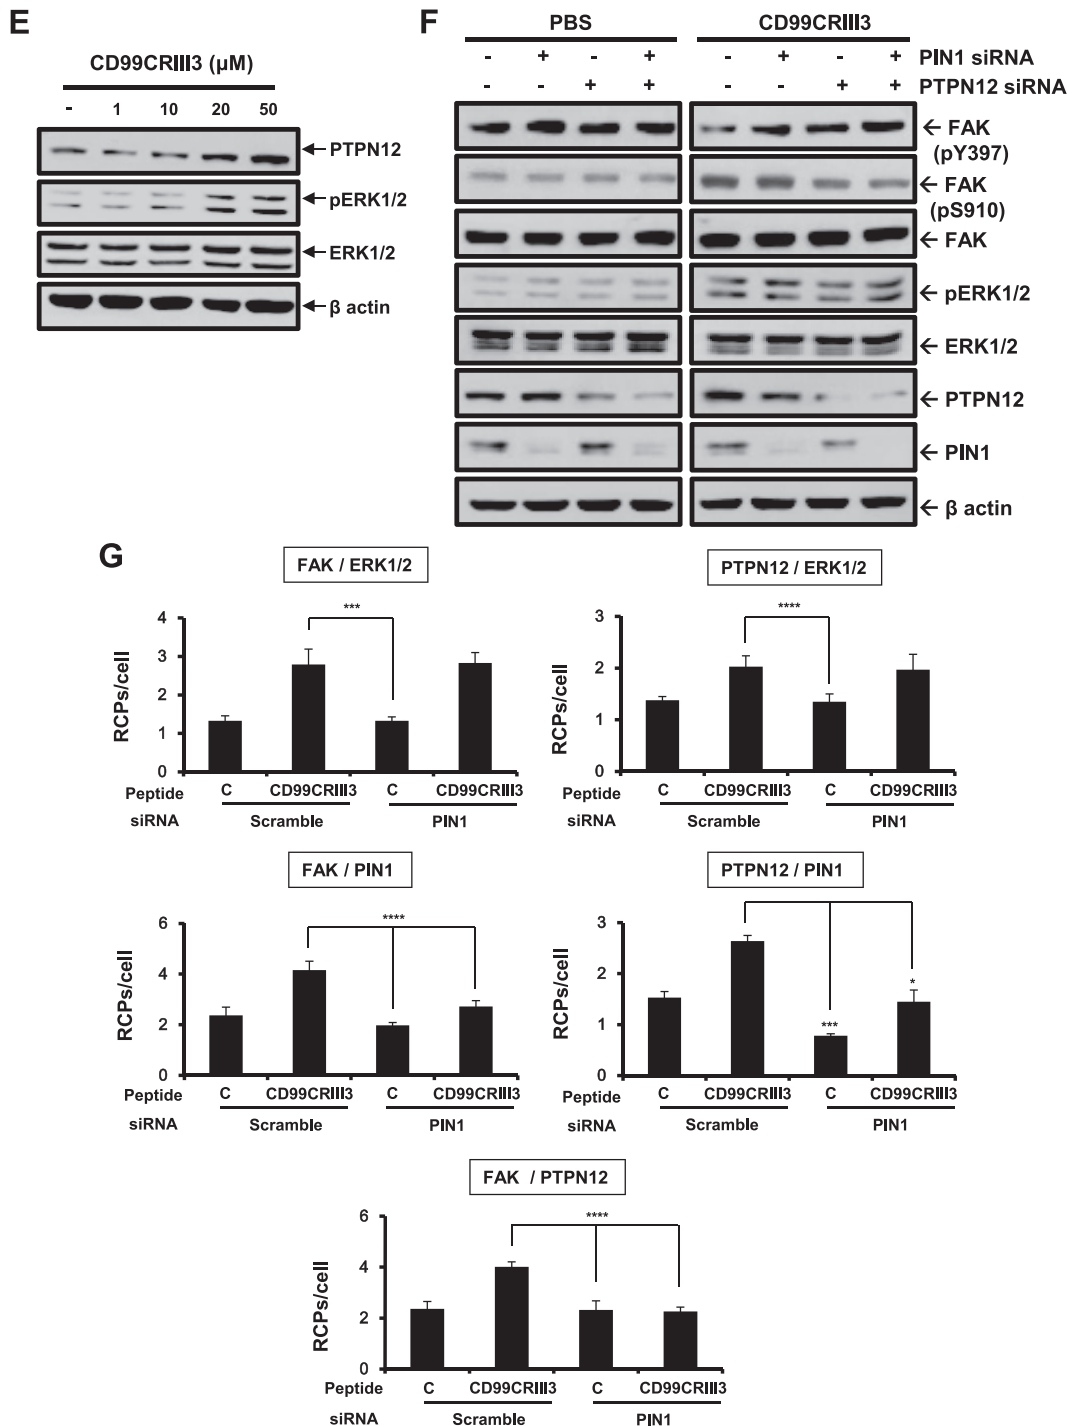 E
CD99CRIII3 (μM)
- 1 10 20 50
PTPN12
pERK1/2
ERK1/2
β actin
F
PBS CD99CRIII3
- + - + - + - + PIN1 siRNA
- - + + - - + + PTPN12 siRNA
FAK
(pY397)
FAK
(pS910)
FAK
pERK1/2
ERK1/2
PTPN12
PIN1
β actin
G
FAK / ERK1/2
4
3
2
1
0
RCPs/cell
***
Peptide C CD99CRIII3 C CD99CRIII3
siRNA Scramble PIN1
PTPN12 / ERK1/2
3
2
1
0
RCPs/cell
****
Peptide C CD99CRIII3 C CD99CRIII3
siRNA Scramble PIN1
FAK / PIN1
6
4
2
0
RCPs/cell
****
Peptide C CD99CRIII3 C CD99CRIII3
siRNA Scramble PIN1
PTPN12 / PIN1
3
2
1
0
RCPs/cell
***
*
Peptide C CD99CRIII3 C CD99CRIII3
siRNA Scramble PIN1
FAK / PTPN12
6
4
2
0
RCPs/cell
****
Peptide C CD99CRIII3 C CD99CRIII3
siRNA Scramble PIN1